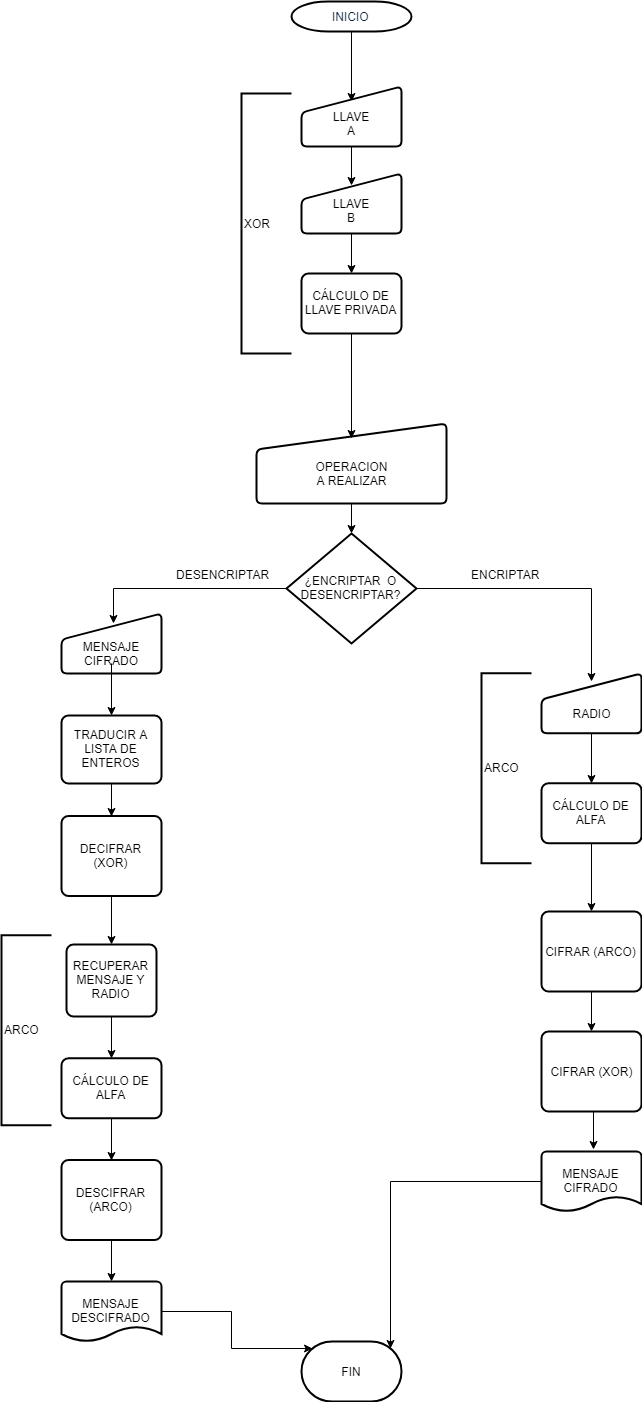 INICIO
LLAVE
A
LLAVE
B
XOR
CÁLCULO DE
LLAVE PRIVADA
OPERACION
A REALIZAR
¿ENCRIPTAR O
DESENCRIPTAR?
DESENCRIPTAR
ENCRIPTAR
MENSAJE
CIFRADO
TRADUCIR A
LISTA DE
ENTEROS
DECIFRAR
(XOR)
ARCO
RECUPERAR
MENSAJE Y
RADIO
CÁLCULO DE
ALFA
DESCIFRAR
(ARCO)
MENSAJE
DESCIFRADO
RADIO
ARCO
CÁLCULO DE
ALFA
CIFRAR (ARCO)
CIFRAR (XOR)
MENSAJE
CIFRADO
FIN